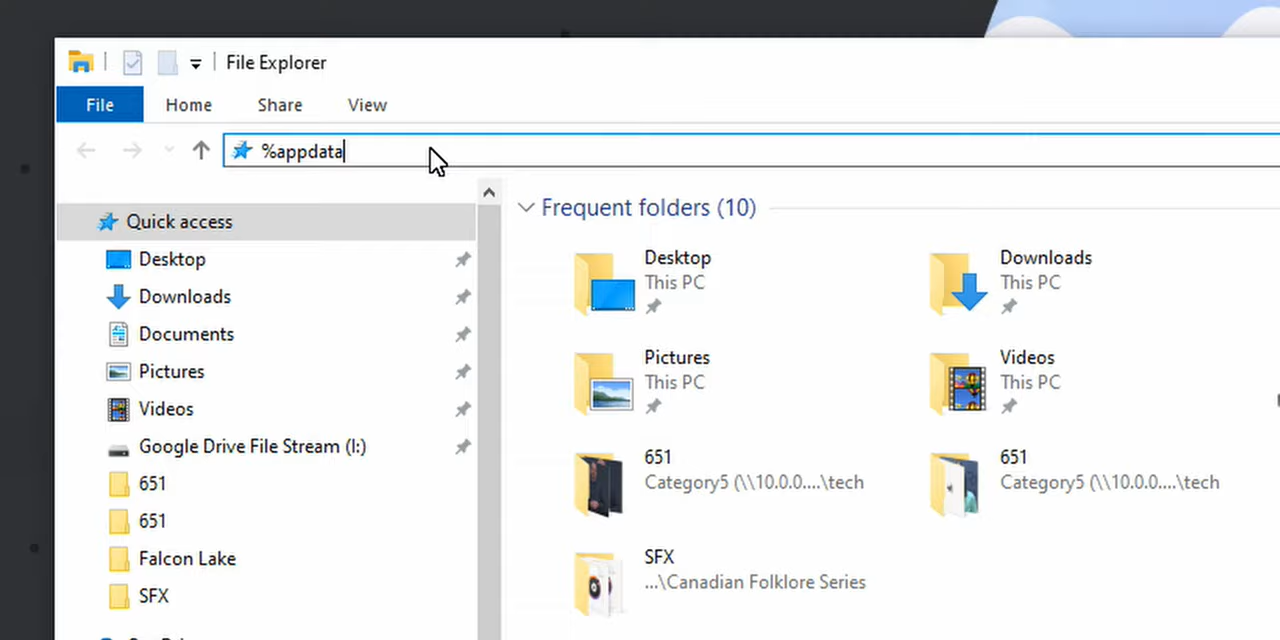 File Explorer
File Home Share View
%appdata
Quick access
Desktop
Downloads
Documents
Pictures
Videos
Google Drive File Stream (I:)
651
651
Falcon Lake
SFX
Frequent folders (10)
Desktop
This PC
Downloads
This PC
Pictures
This PC
Videos
This PC
651
Category5 (\\10.0.0....\tech
651
Category5 (\\10.0.0....\tech
SFX
...\Canadian Folklore Series